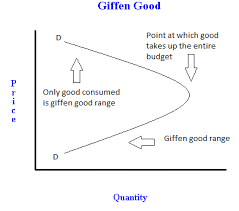 Giffen Good
Point at which good
takes up the entire
budget
D
Only good consumed
is giffen good range
Price
Giffen good range
D
Quantity